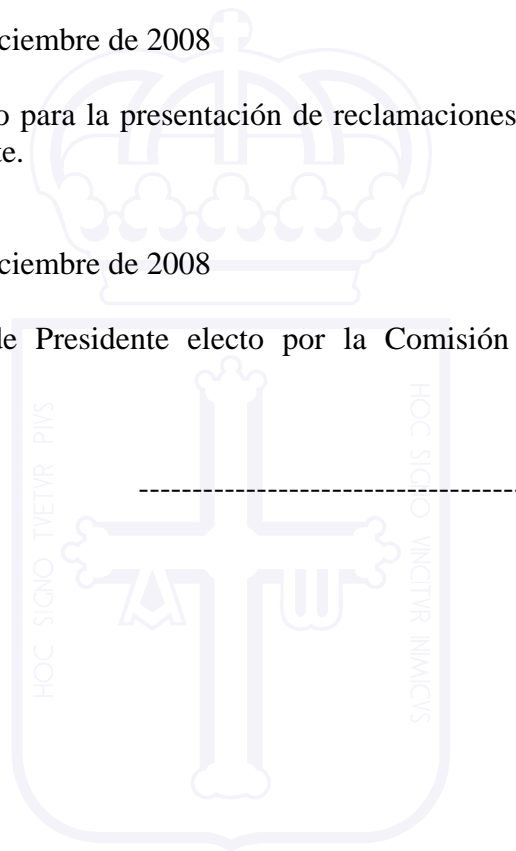 ciembre de 2008
o para la presentación de reclamaciones
te.
ciembre de 2008
de Presidente electo por la Comisión
------------------------------------
HOC SIGNO TVETVR PIVS
HOC SIGNO VINCITVR INIMICVS